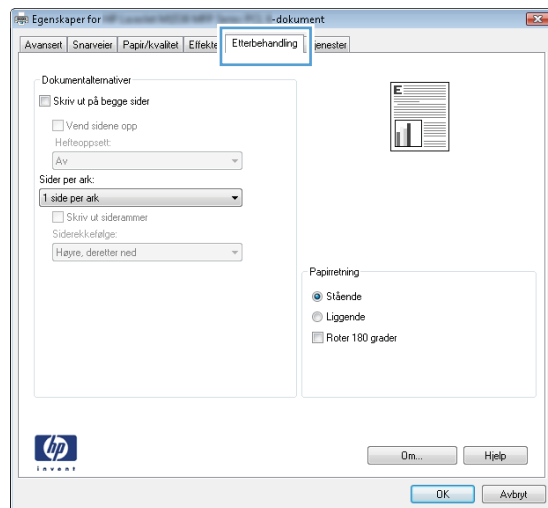 Egenskaper for -dokument
Avansert Snarveier Papir/kvalitet Effekte Etterbehandling jenester
Dokumentalternativer
Skriv ut på begge sider
E
Vend sidene opp
Hefteoppsett:
Av
Sider per ark:
1 side per ark
Skriv ut siderammer
Siderekkefølge:
Høyre, deretter ned
Papirretning
Stående
Liggende
Roter 180 grader
hp
invent
Om... Hjelp
OK Avbryt